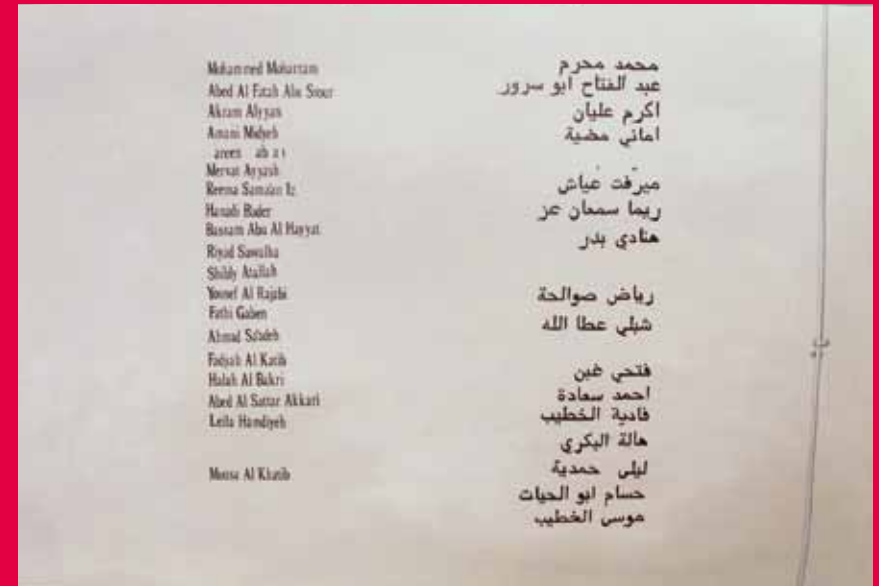 Mohammed Moharram
Abed Al Fatah Abu Srour
Akram Alyyan
Amani Mdyeh
Mervat Ayyash
Reema Sama'an Iz
Hanadi Bader
Bassam Abu Al Hayyat
Riyad Sawalha
Shibly Atallah
Yousef Al Rajabi
Fathi Gaben
Ahmad Sa'adeh
Fadyah Al Katib
Halah Al Bakri
Abed Al Sattar Akkari
Leila Hamdiyeh
Mousa Al Khatib
محمد محرم
عبد الفتاح ابو سرور
اكرم عليان
اماني مضية
ميرفت عياش
ريما سمعان عز
هنادي بدر
رياض صوالحة
شبلي عطا الله
فتحي غبن
احمد سعادة
فادية الخطيب
هالة البكري
ليلى حمدية
حسام ابو الحيات
موسى الخطيب